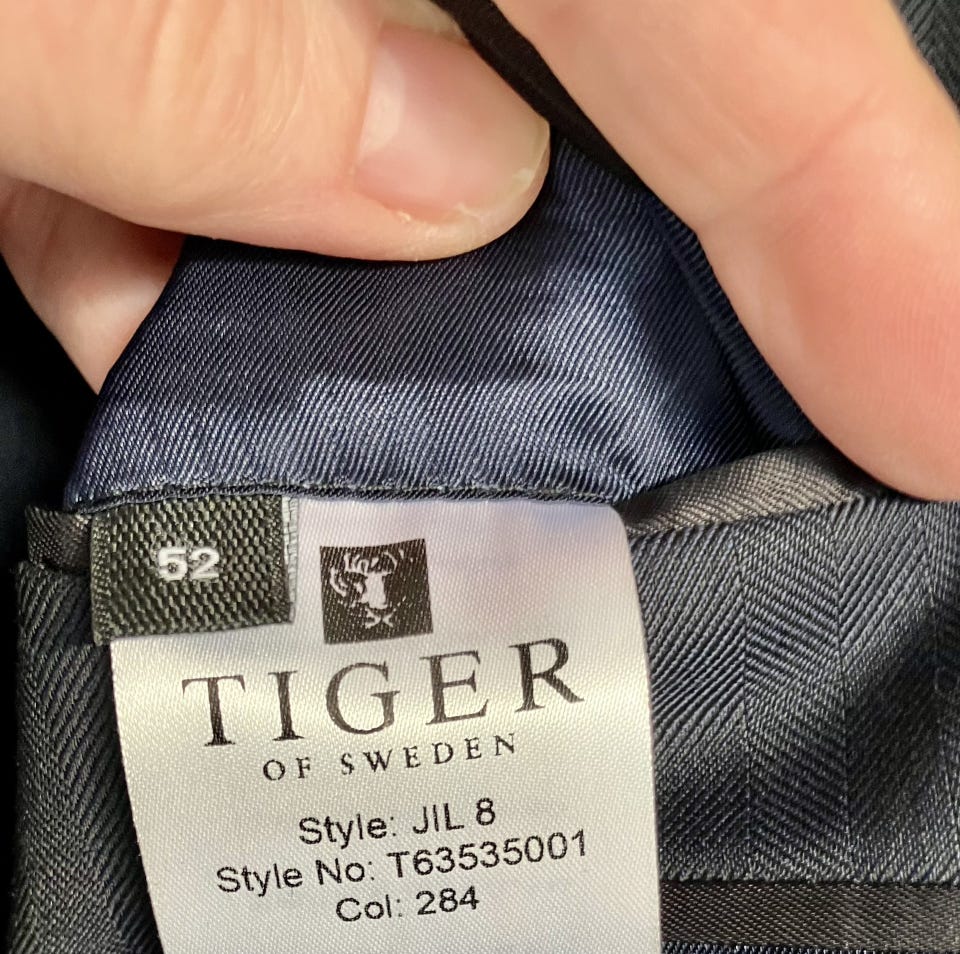 52
TIGER
OF SWEDEN
Style: JIL 8
Style No: T63535001
Col: 284